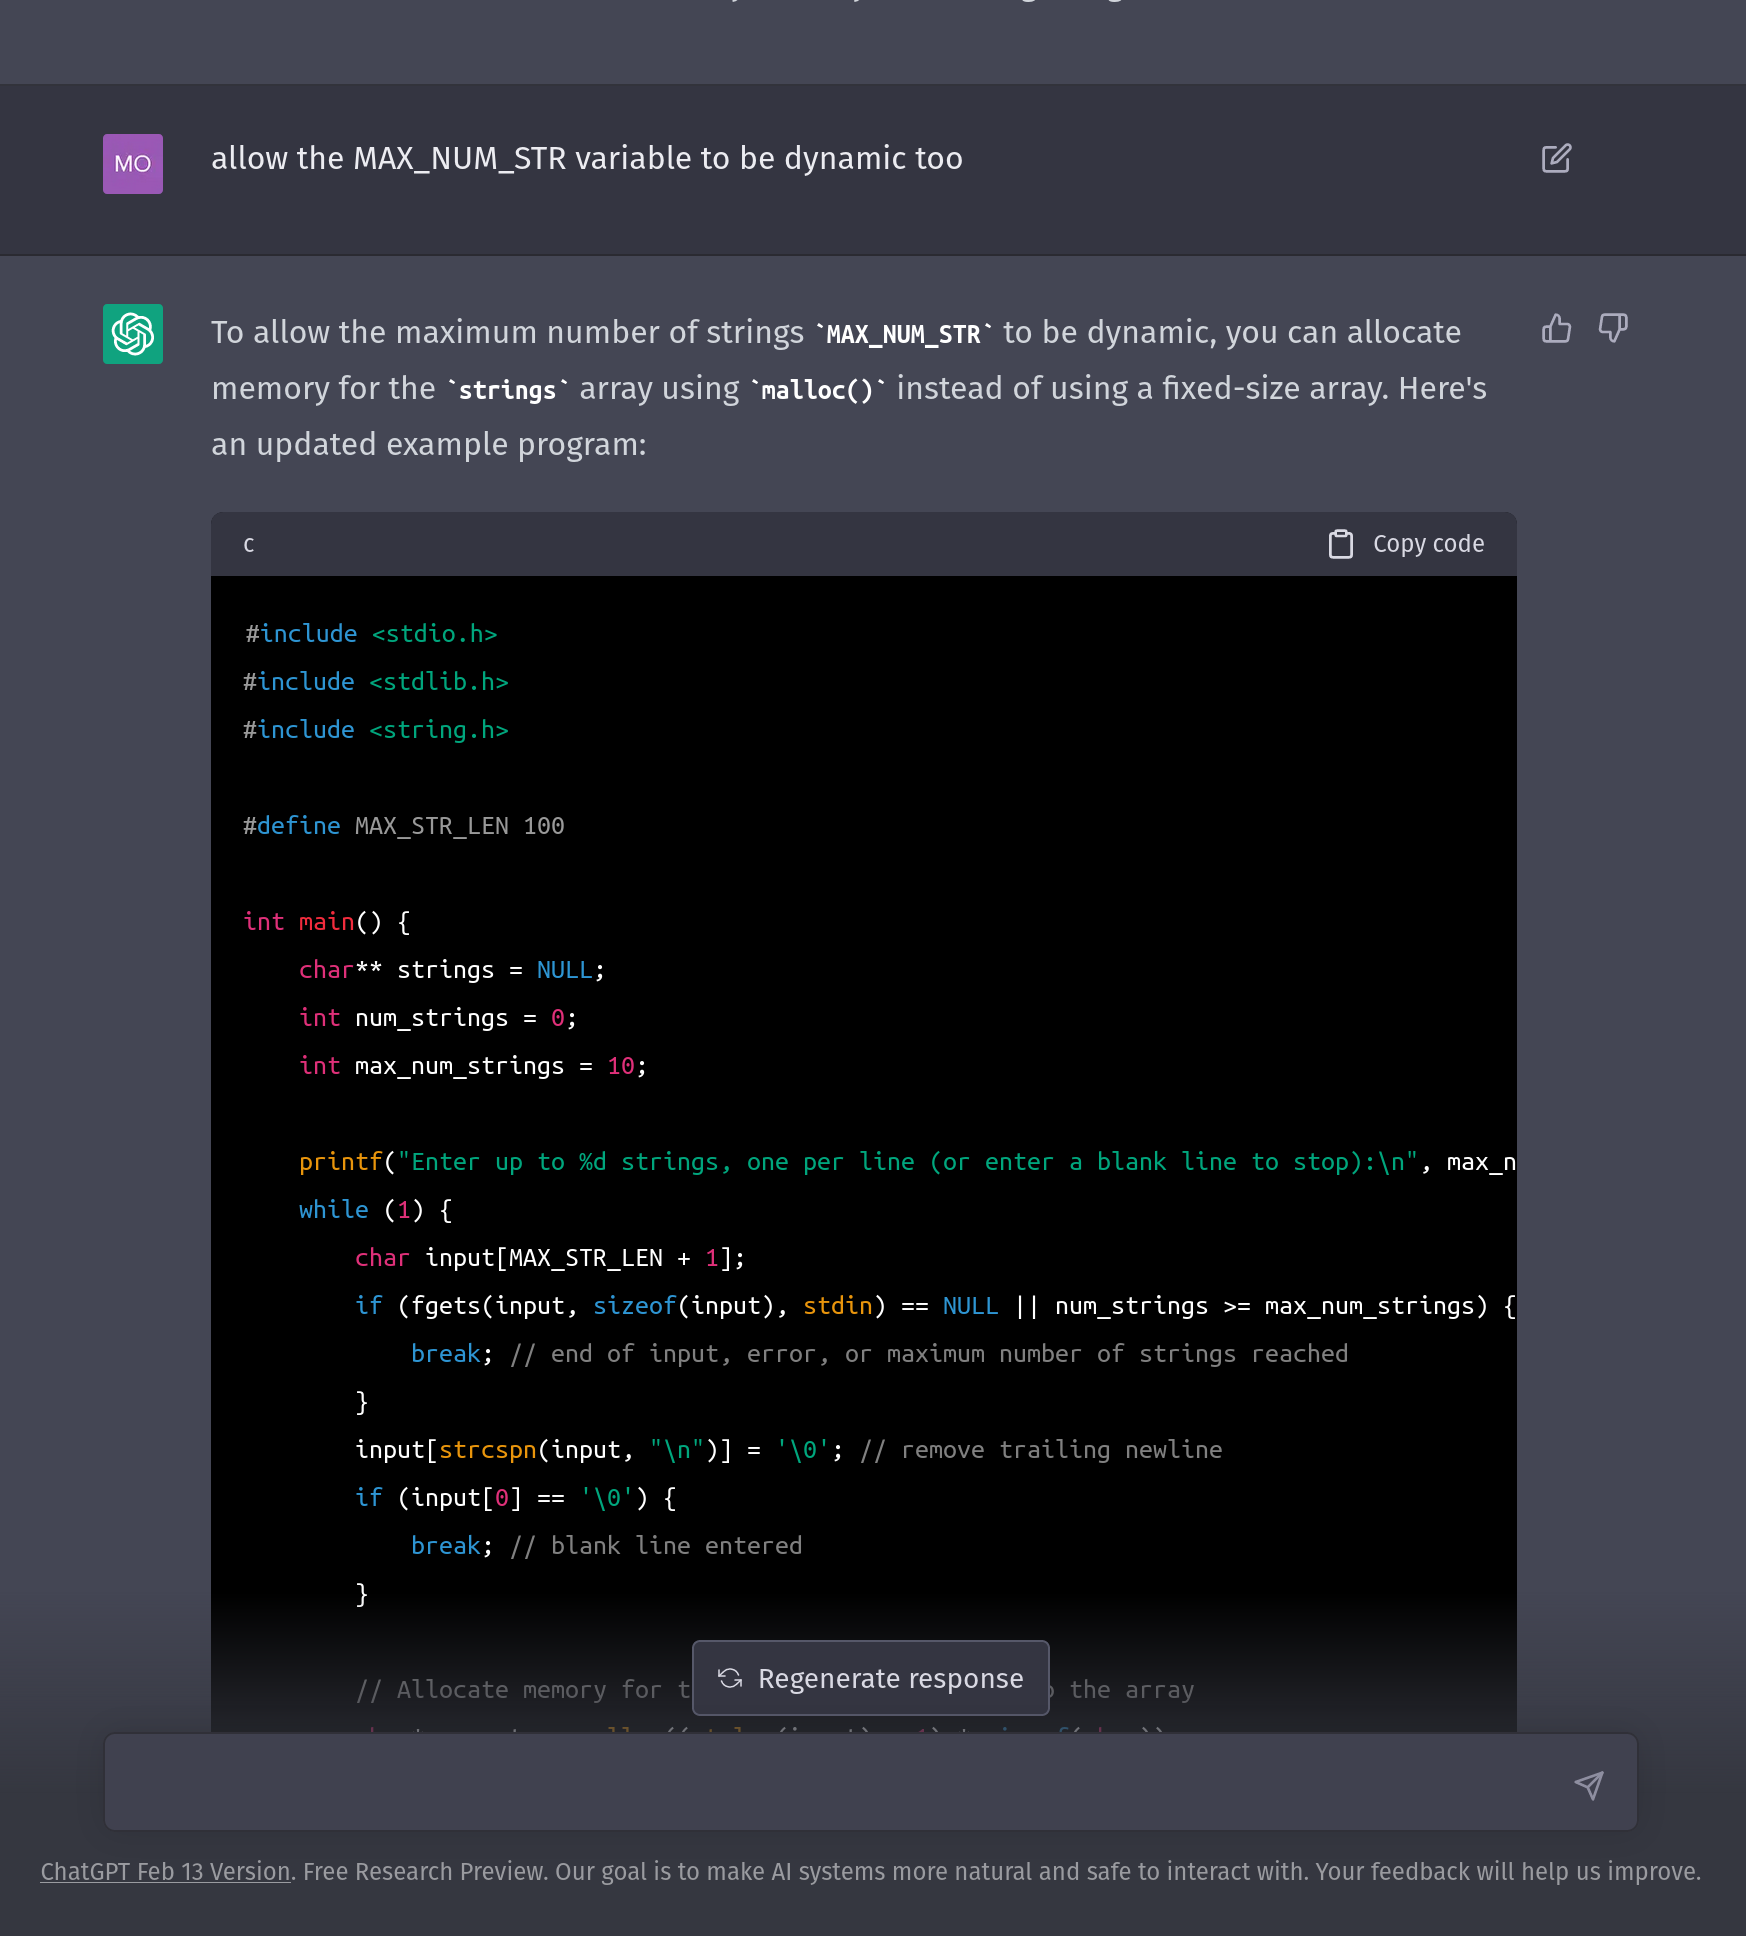 MO
allow the MAX_NUM_STR variable to be dynamic too
To allow the maximum number of strings `MAX_NUM_STR` to be dynamic, you can allocate
memory for the `strings` array using `malloc()` instead of using a fixed-size array. Here's
an updated example program:
c
Copy code
#include <stdio.h>
#include <stdlib.h>
#include <string.h>
#define MAX_STR_LEN 100
int main() {
    char** strings = NULL;
    int num_strings = 0;
    int max_num_strings = 10;
    printf("Enter up to %d strings, one per line (or enter a blank line to stop):\n", max_n
    while (1) {
        char input[MAX_STR_LEN + 1];
        if (fgets(input, sizeof(input), stdin) == NULL || num_strings >= max_num_strings) {
            break; // end of input, error, or maximum number of strings reached
        }
        input[strcspn(input, "\n")] = '\0'; // remove trailing newline
        if (input[0] == '\0') {
            break; // blank line entered
        }
        // Allocate memory for the array
Regenerate response
ChatGPT Feb 13 Version. Free Research Preview. Our goal is to make AI systems more natural and safe to interact with. Your feedback will help us improve.